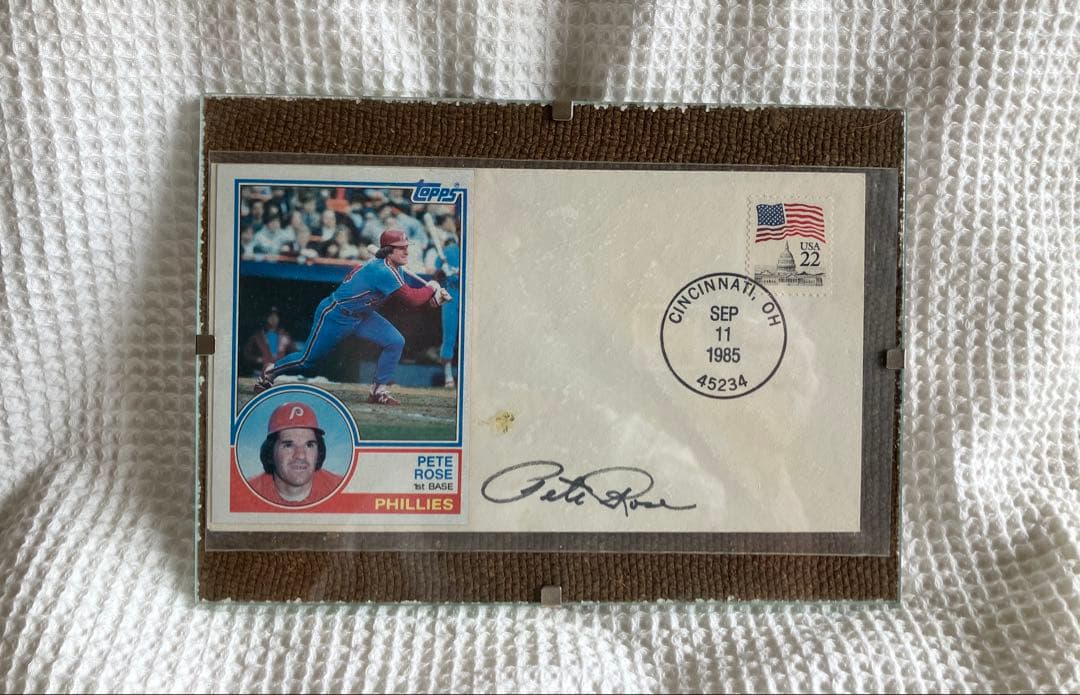 Topps
PETE
ROSE
1st BASE
PHILLIES
P
USA
22
CINCINNATI, OH
SEP
11
1985
45234
Pete Rose